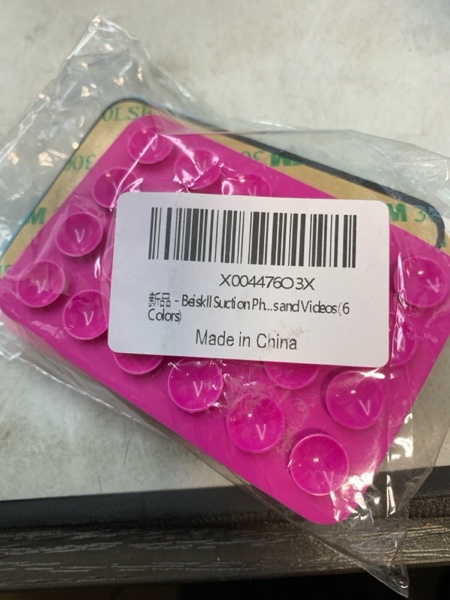 X004476O3X
新品 - Beiskll Suction Ph...s and Videos (6
Colors)
Made in China